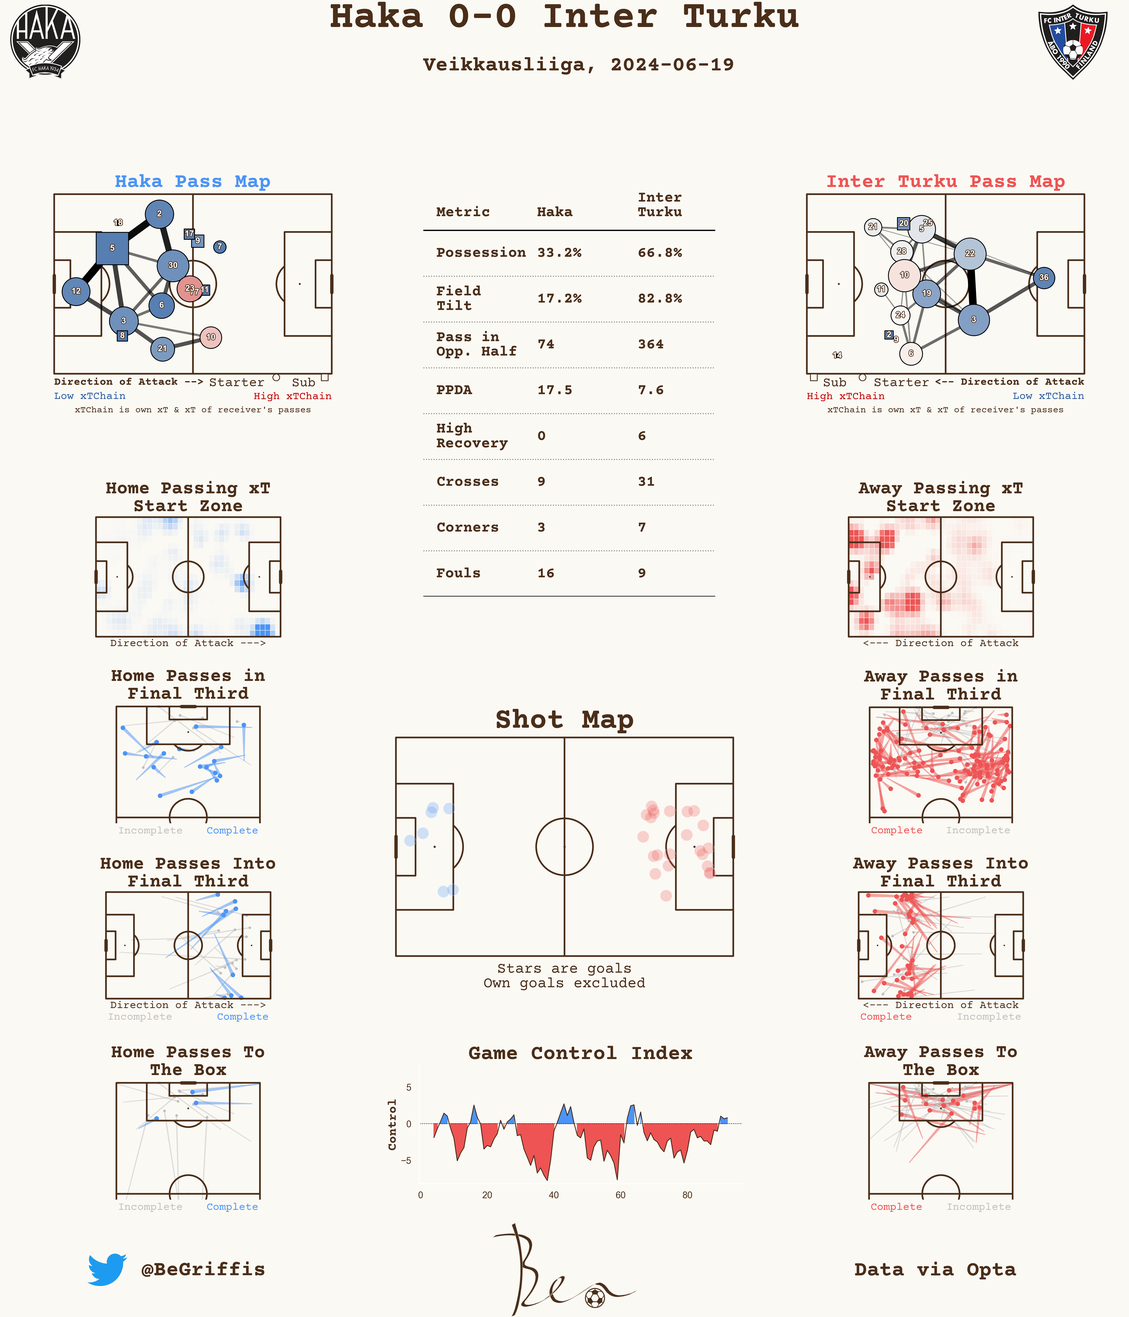 Haka 0-0 Inter Turku
Veikkausliiga, 2024-06-19
HAKA
FC HAKA 1934
FC INTER TURKU
ÅBO 1990 FINLAND
Haka Pass Map
2
18
5
17
9
7
30
12
23
11
6
3
8
10
21
Direction of Attack --> Starter Sub
Low xTChain High xTChain
xTChain is own xT & xT of receiver's passes
Metric Haka Inter Turku
Possession 33.2% 66.8%
Field Tilt 17.2% 82.8%
Pass in Opp. Half 74 364
PPDA 17.5 7.6
High Recovery 0 6
Crosses 9 31
Corners 3 7
Fouls 16 9
Inter Turku Pass Map
21
20
25
5
28
22
10
36
11
19
24
3
2
9
6
14
Sub Starter <-- Direction of Attack
High xTChain Low xTChain
xTChain is own xT & xT of receiver's passes
Home Passing xT
Start Zone
Direction of Attack --->
Away Passing xT
Start Zone
<--- Direction of Attack
Home Passes in
Final Third
Incomplete Complete
Away Passes in
Final Third
Complete Incomplete
Shot Map
Stars are goals
Own goals excluded
Home Passes Into
Final Third
Direction of Attack --->
Incomplete Complete
Away Passes Into
Final Third
<--- Direction of Attack
Complete Incomplete
Home Passes To
The Box
Incomplete Complete
Game Control Index
Control
5
0
−5
0 20 40 60 80
Away Passes To
The Box
Complete Incomplete
@BeGriffis
Ben
Data via Opta